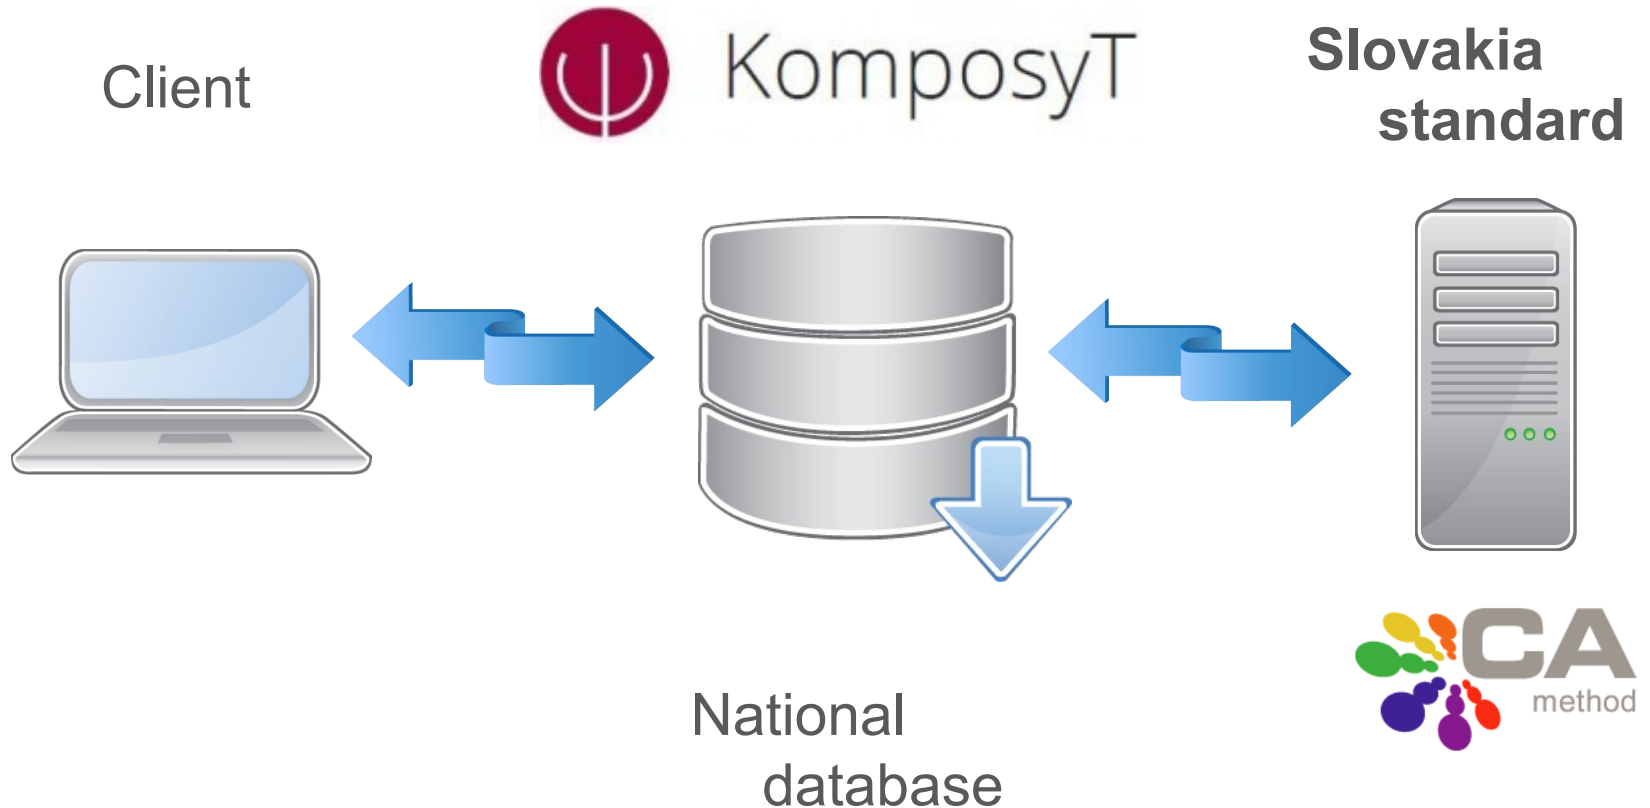 Client
KomposyT
Slovakia
standard
National
database
CA
method